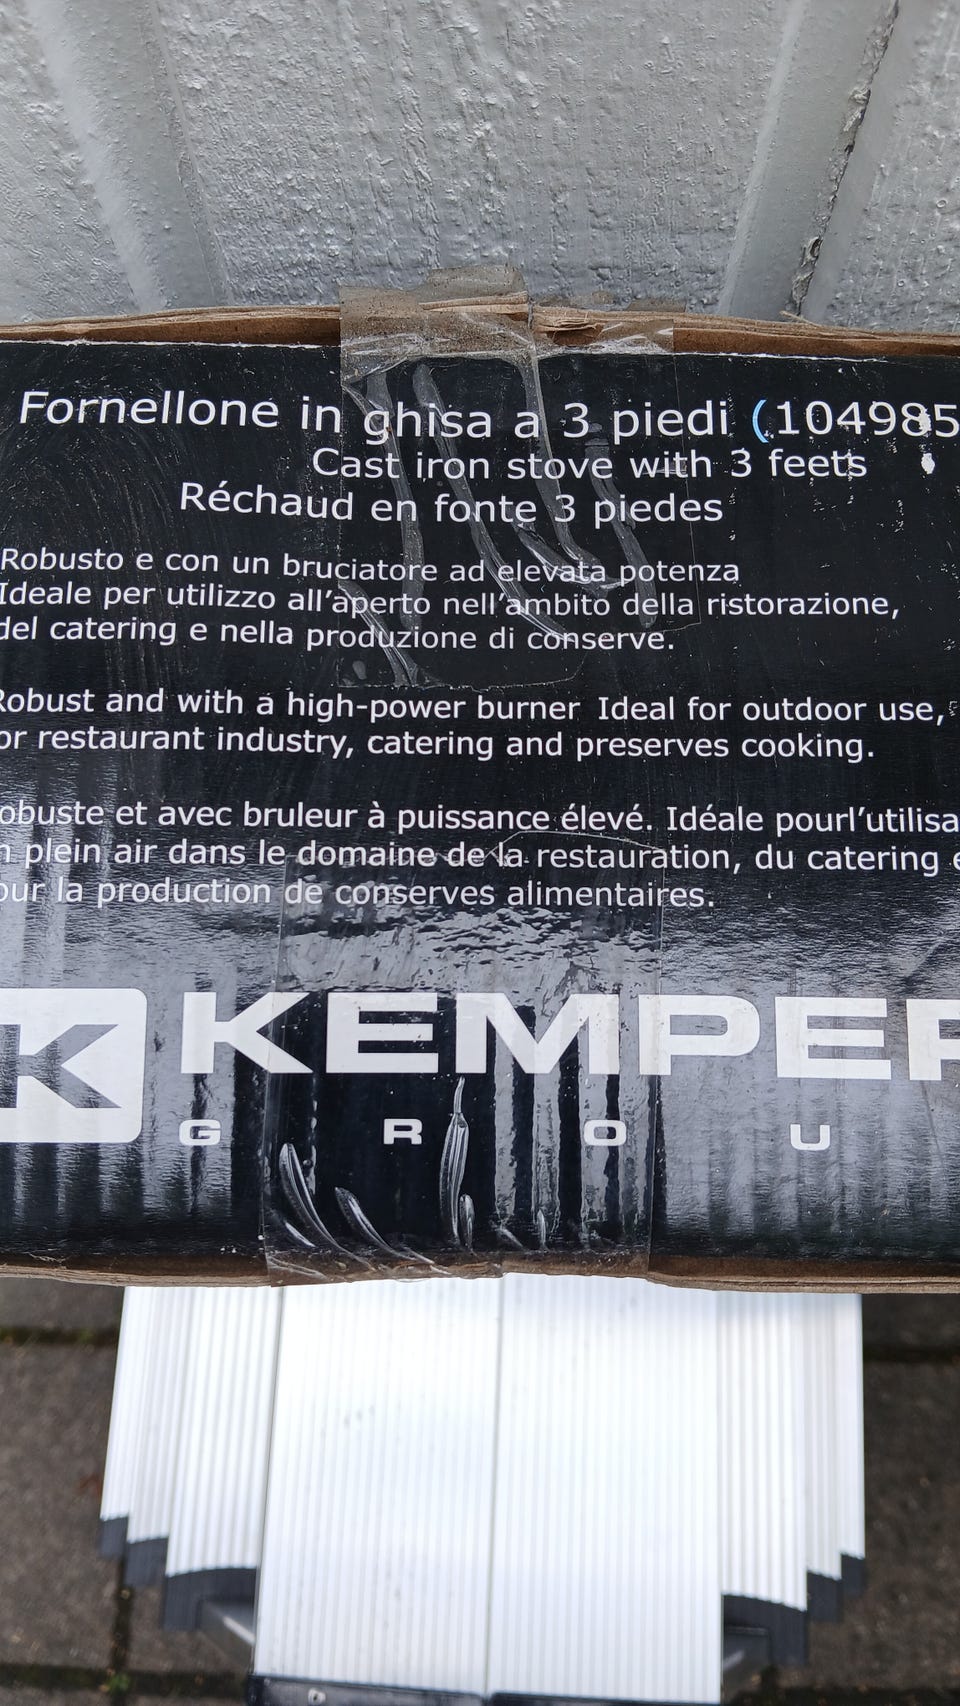 Fornellone in ghisa a 3 piedi (104985
Cast iron stove with 3 feets
Réchaud en fonte 3 piedes
Robusto e con un bruciatore ad elevata potenza
Ideale per utilizzo all'aperto nell'ambito della ristorazione,
del catering e nella produzione di conserve.
Robust and with a high-power burner Ideal for outdoor use,
or restaurant industry, catering and preserves cooking.
obuste et avec bruleur à puissance élevé. Idéale pourl'utilisa
n plein air dans le domaine de la restauration, du catering e
our la production de conserves alimentaires.
K KEMPER
GROU